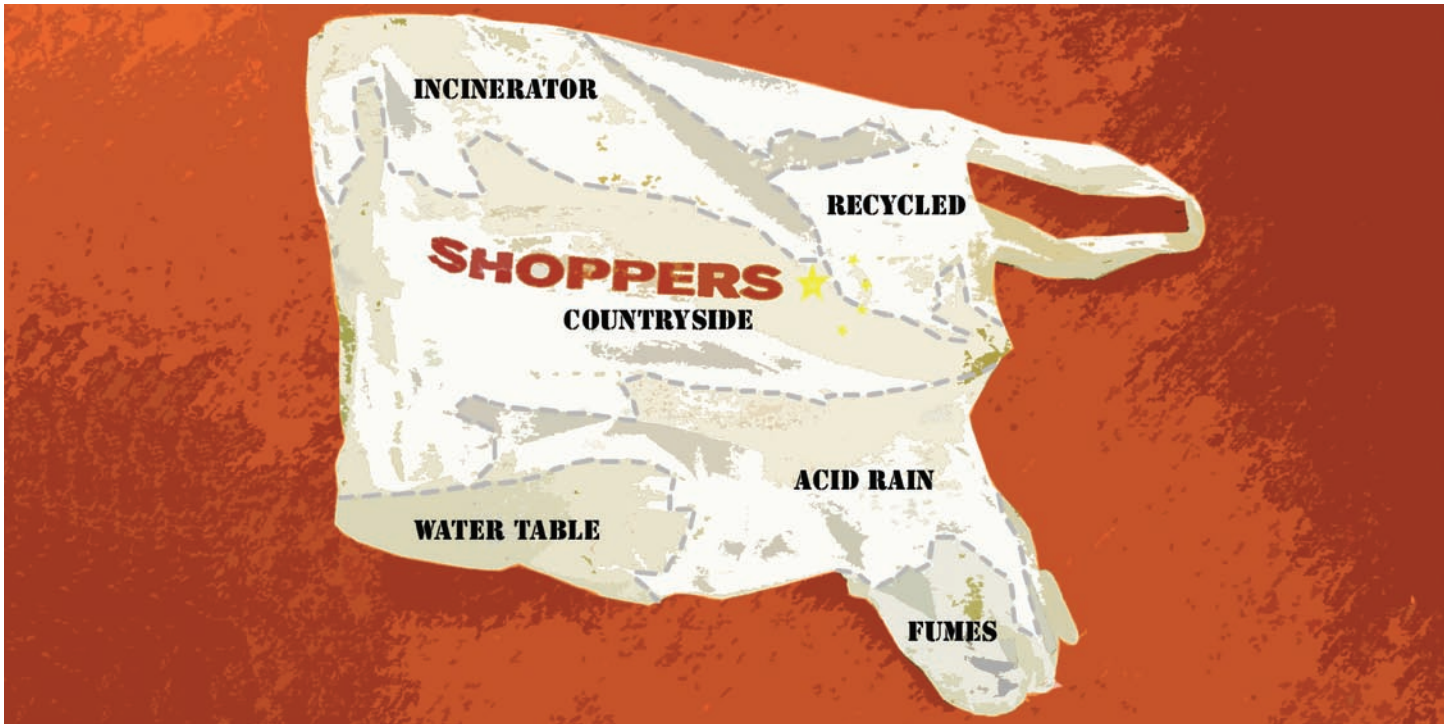 INCINERATOR
RECYCLED
SHOPPERS
COUNTRYSIDE
ACID RAIN
WATER TABLE
FUMES